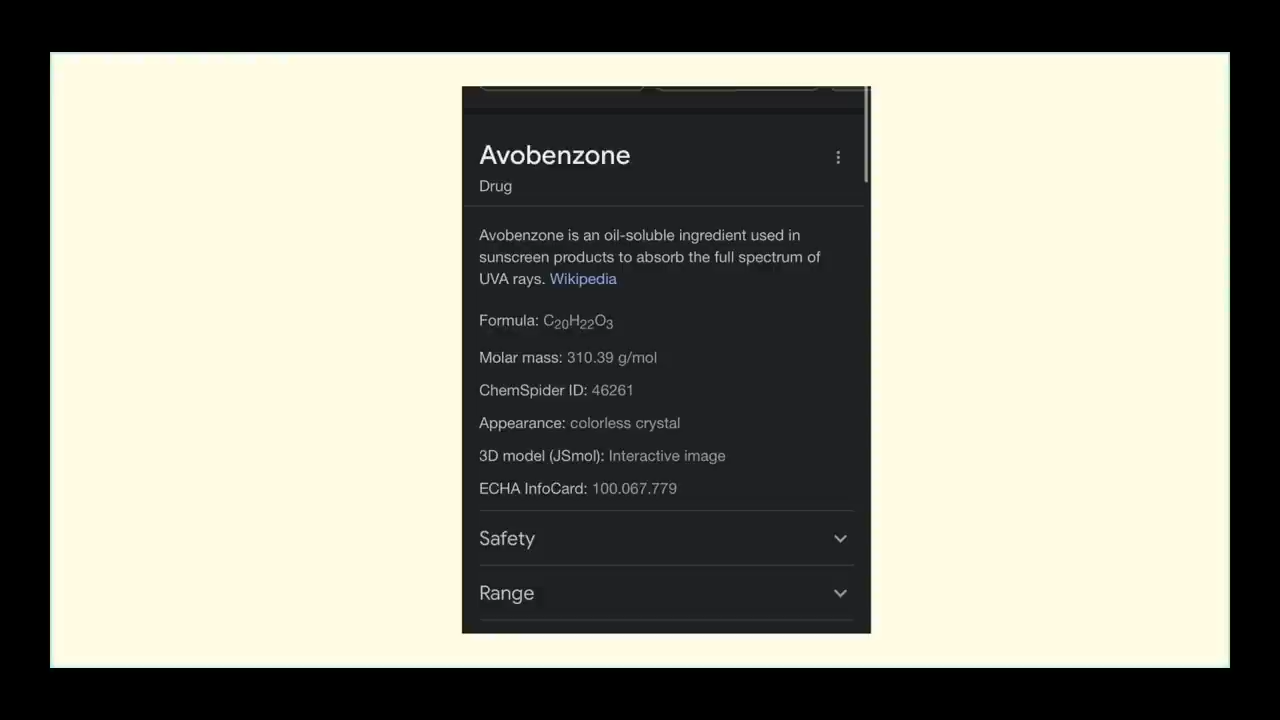 Avobenzone
Drug
Avobenzone is an oil-soluble ingredient used in
sunscreen products to absorb the full spectrum of
UVA rays. Wikipedia
Formula: C₂₀H₂₂O₃
Molar mass: 310.39 g/mol
ChemSpider ID: 46261
Appearance: colorless crystal
3D model (JSmol): Interactive image
ECHA InfoCard: 100.067.779
Safety
Range